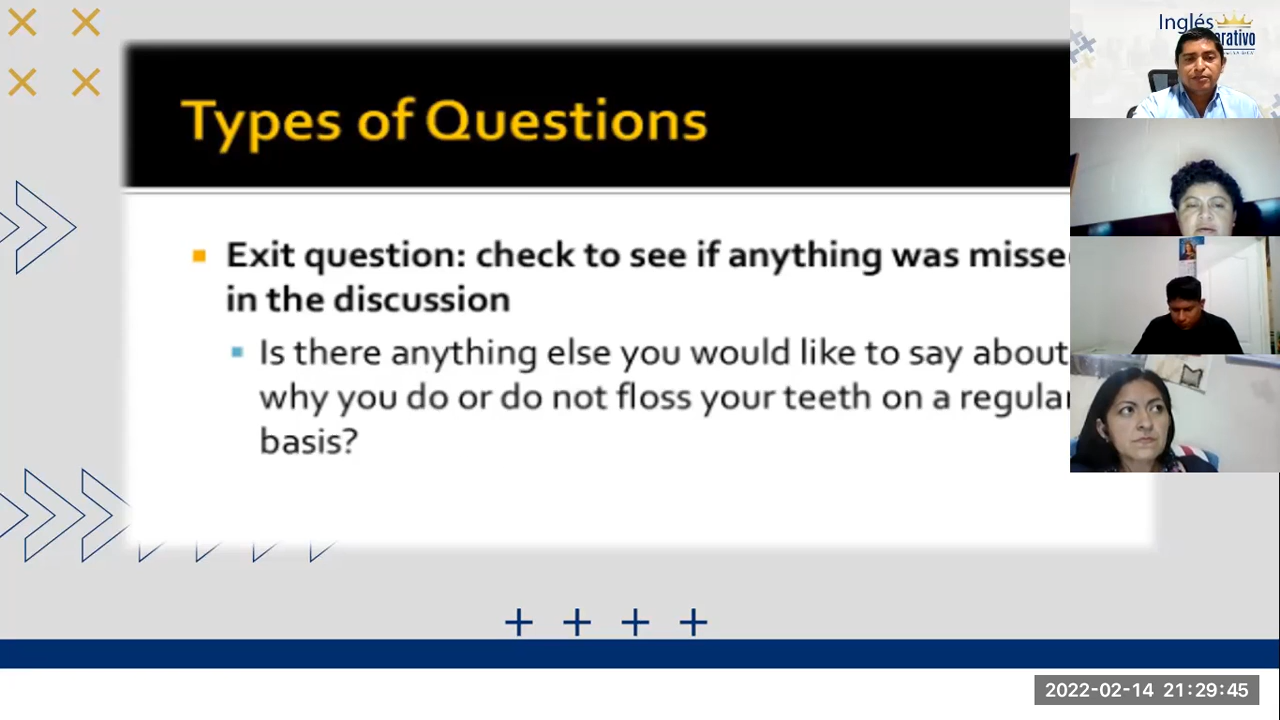 Inglés
Types of Questions
Exit question: check to see if anything was misse
in the discussion
Is there anything else you would like to say about
why you do or do not floss your teeth on a regular
basis?
2022-02-14 21:29:45